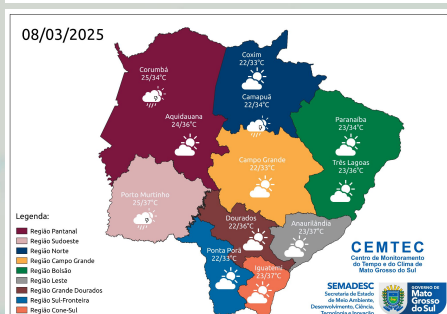 08/03/2025
Coxim
22/33°C
Corumbá
25/34°C
Camapuã
22/34°C
Aquidauana
24/36°C
Paranaíba
23/34°C
Campo Grande
22/33°C
Três Lagoas
23/36°C
Porto Murtinho
25/37°C
Dourados
22/36°C
Anaurilândia
23/37°C
Ponta Porã
22/33°C
Iguatemi
23/37°C
Legenda:
Região Pantanal
Região Sudoeste
Região Norte
Região Campo Grande
Região Bolsão
Região Leste
Região Grande Dourados
Região Sul-Fronteira
Região Cone-Sul
CEMTEC
Centro de Monitoramento
do Tempo e do Clima de
Mato Grosso do Sul
SEMADESC
Secretaria de Estado
de Meio Ambiente,
Desenvolvimento, Ciência,
Tecnologia e Inovação
GOVERNO DE
Mato
Grosso
do Sul